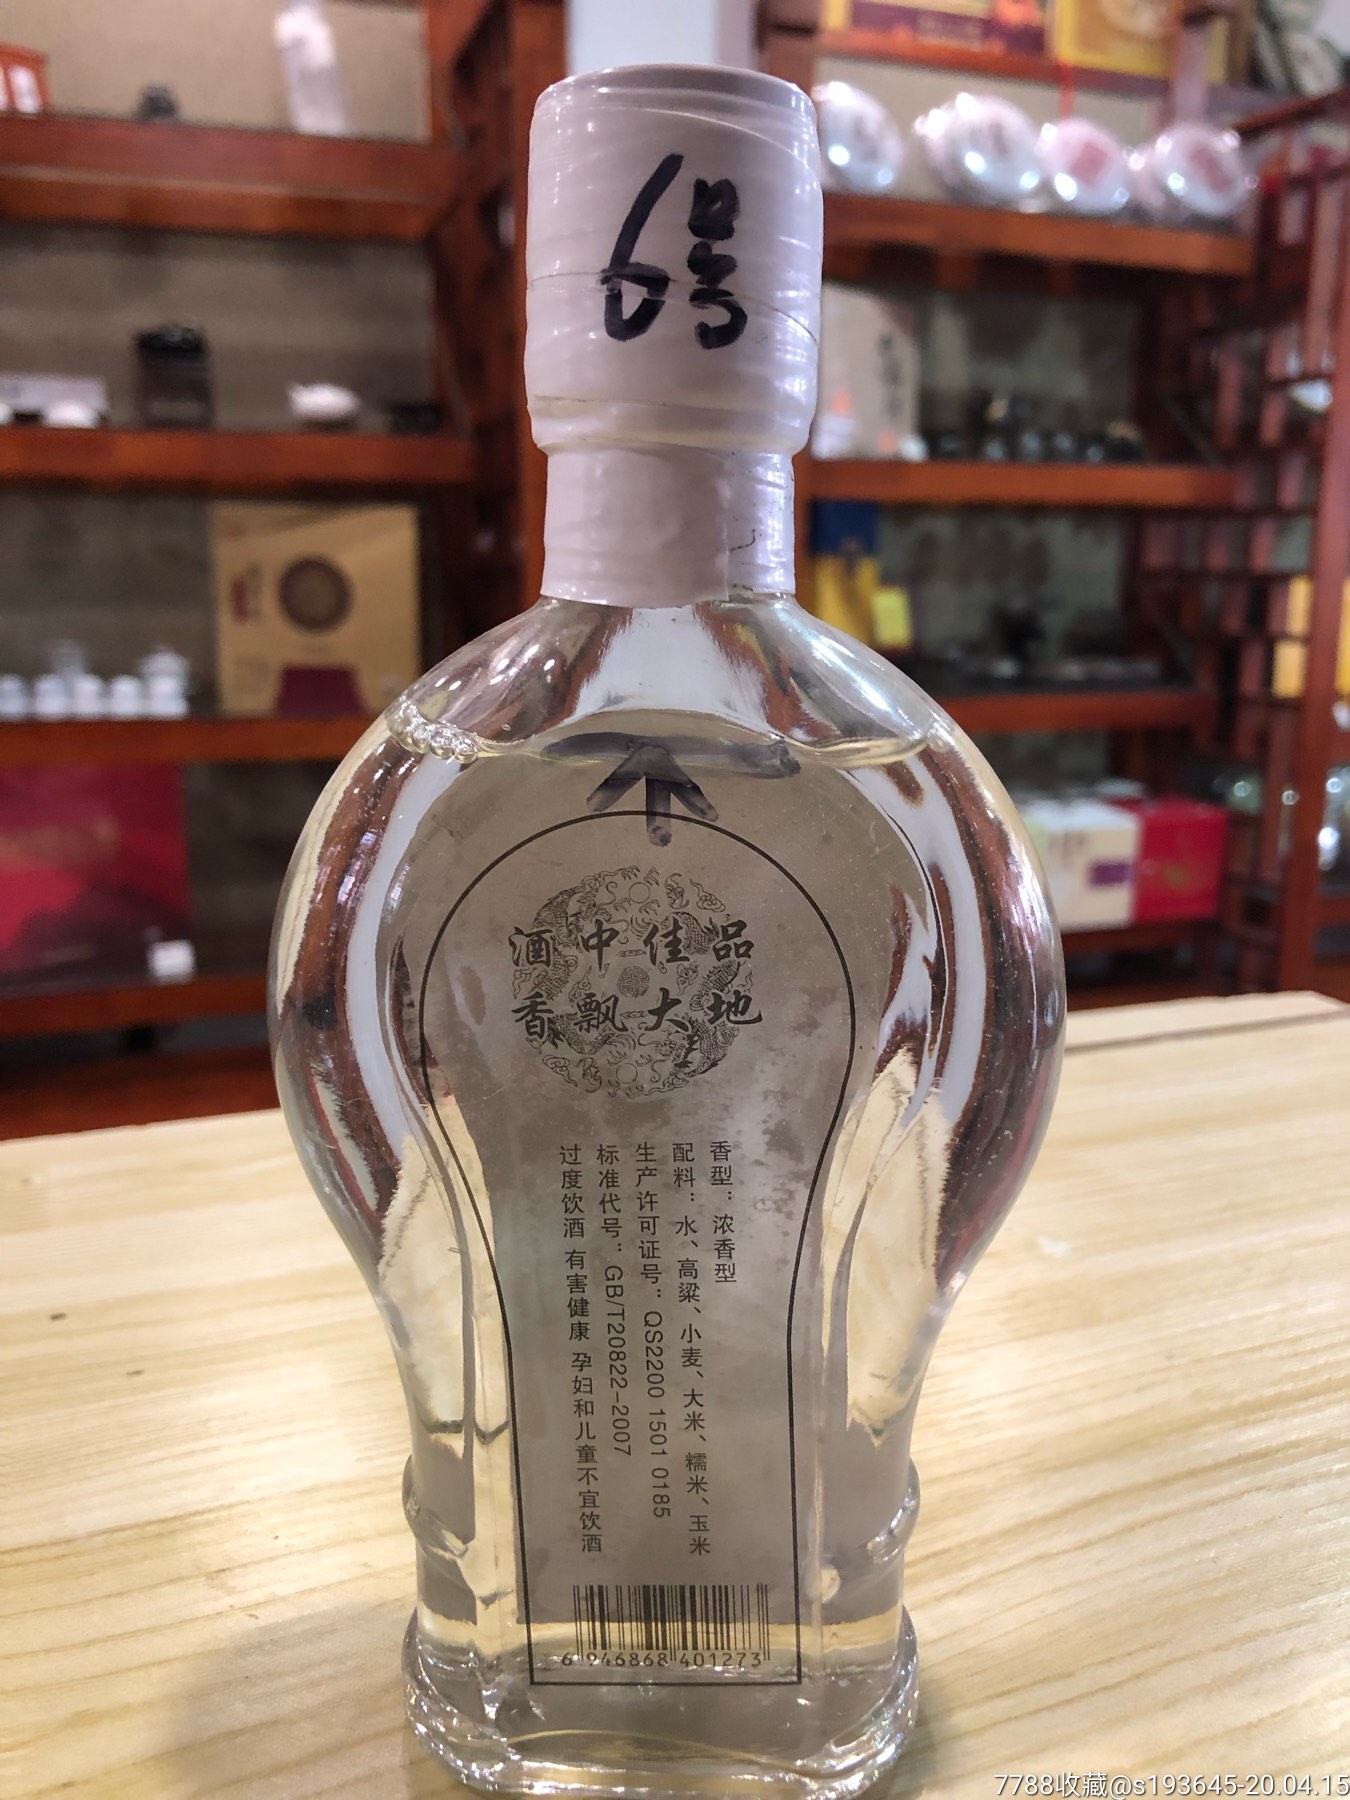 6号
酒中佳品
香飘大地
香型：浓香型
配料：水、高粱、小麦、大米、糯米、玉米
生产许可证号：QS2200 1501 0185
标准代号：GB/T20822-2007
过度饮酒 有害健康 孕妇和儿童不宜饮酒
6 946868 401273
7788收藏@s193645-20.04.15